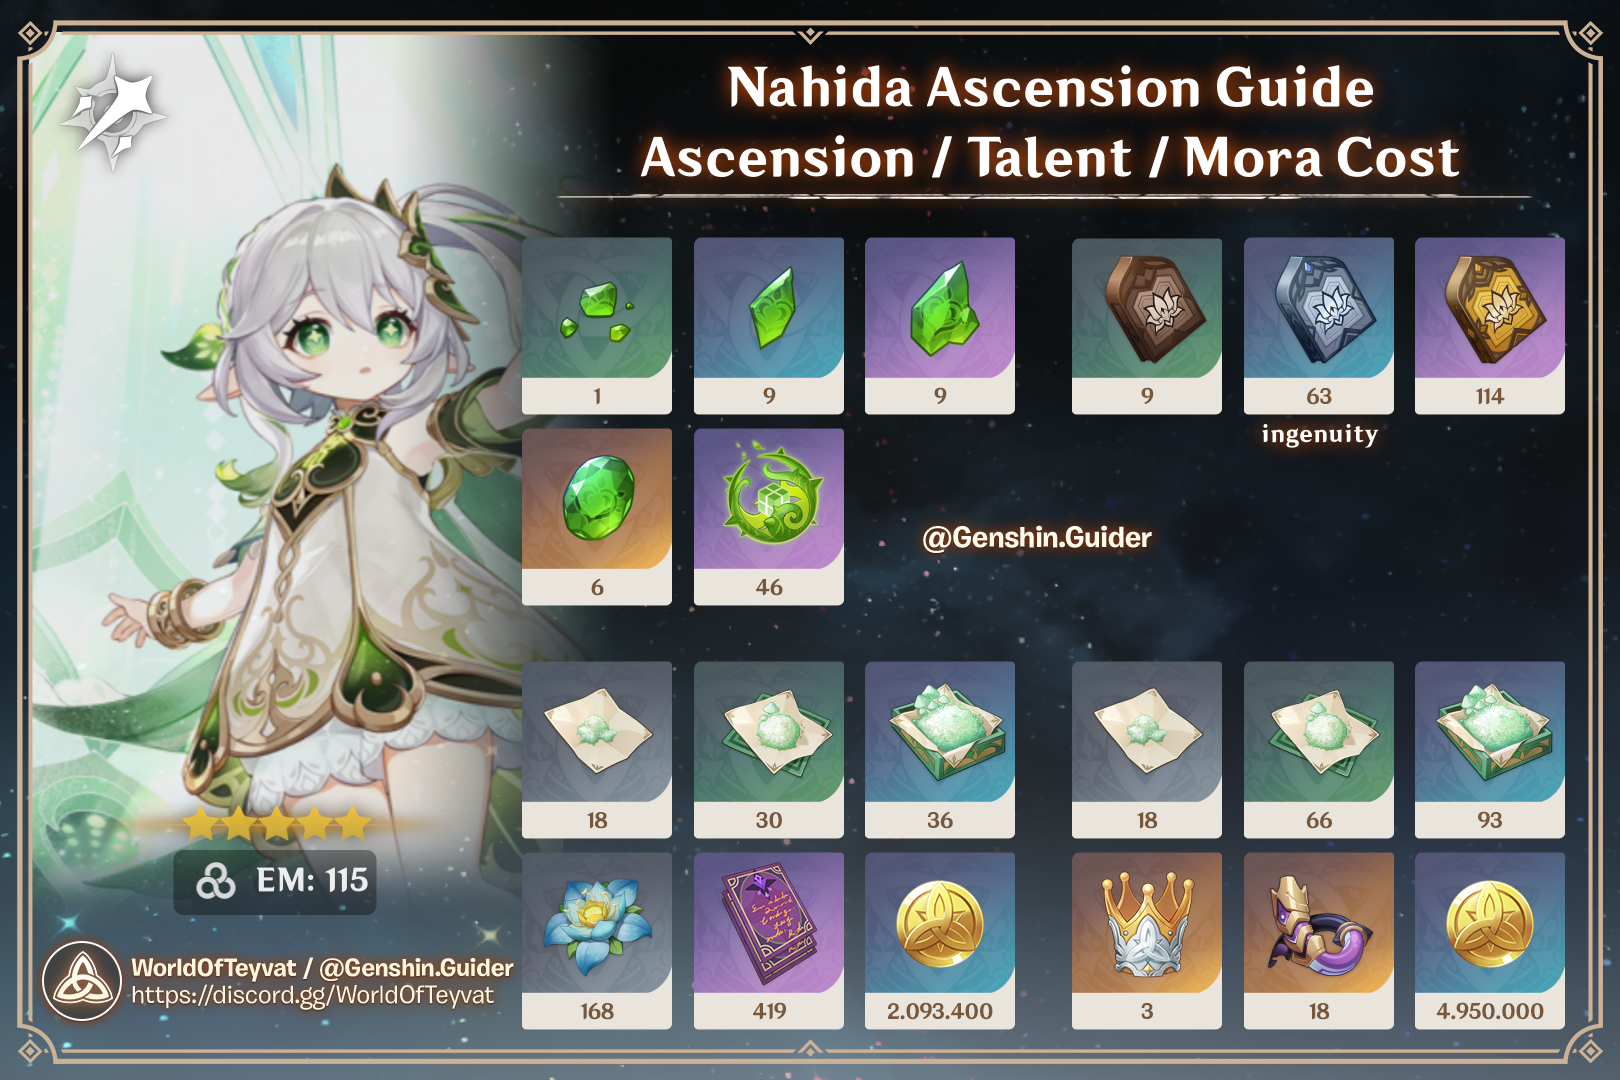 Nahida Ascension Guide
Ascension / Talent / Mora Cost
1
9
9
9
63
114
ingenuity
6
46
@Genshin.Guider
18
30
36
18
66
93
168
419
2.093.400
3
18
4.950.000
EM: 115
WorldOfTeyvat / @Genshin.Guider
https://discord.gg/WorldOfTeyvat